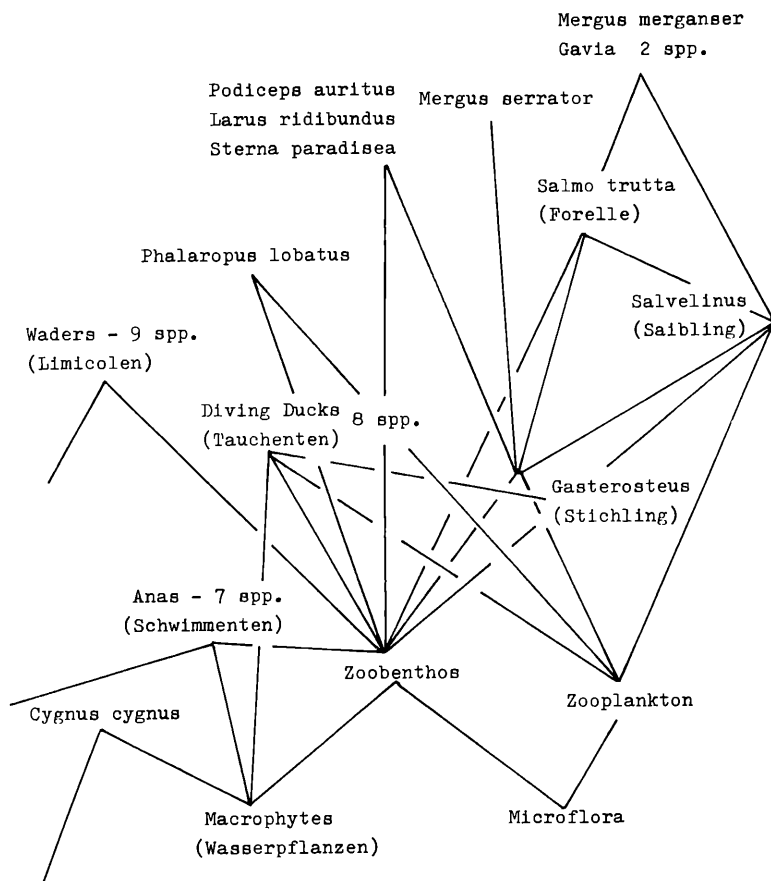 Mergus merganser
Gavia 2 spp.
Podiceps auritus
Larus ridibundus
Sterna paradisea
Mergus serrator
Salmo trutta
(Forelle)
Phalaropus lobatus
Salvelinus
(Saibling)
Waders - 9 spp.
(Limicolen)
Diving Ducks 8 spp.
(Tauchenten)
Gasterosteus
(Stichling)
Anas - 7 spp.
(Schwimmenten)
Zoobenthos
Zooplankton
Cygnus cygnus
Macrophytes
(Wasserpflanzen)
Microflora